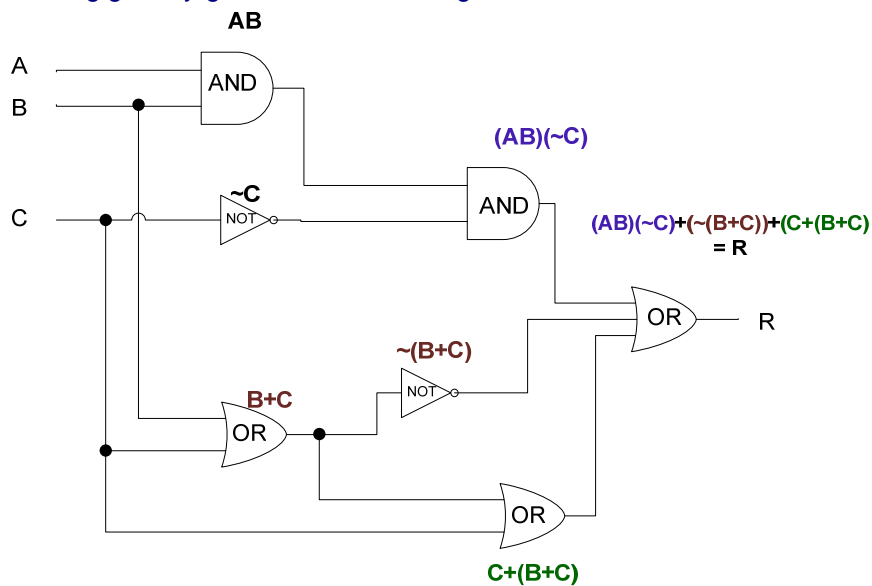 AB
A
AND
B
(AB)(~C)
~C
C
NOT
AND
(AB)(~C)+(~(B+C))+(C+(B+C)
= R
OR
R
~(B+C)
NOT
B+C
OR
OR
C+(B+C)